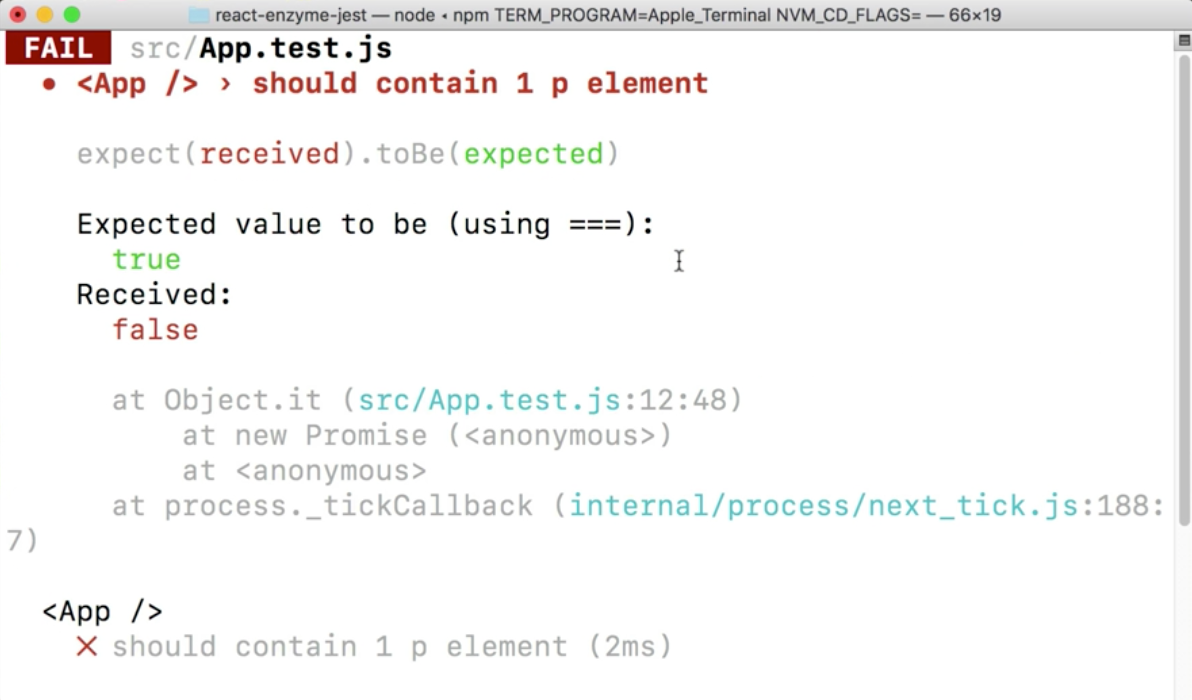 react-enzyme-jest — node ◂ npm TERM_PROGRAM=Apple_Terminal NVM_CD_FLAGS= — 66×19
FAIL src/App.test.js
● <App /> › should contain 1 p element
expect(received).toBe(expected)
Expected value to be (using ===):
true
Received:
false
at Object.it (src/App.test.js:12:48)
at new Promise (<anonymous>)
at <anonymous>
at process._tickCallback (internal/process/next_tick.js:188:
7)
<App />
✕ should contain 1 p element (2ms)